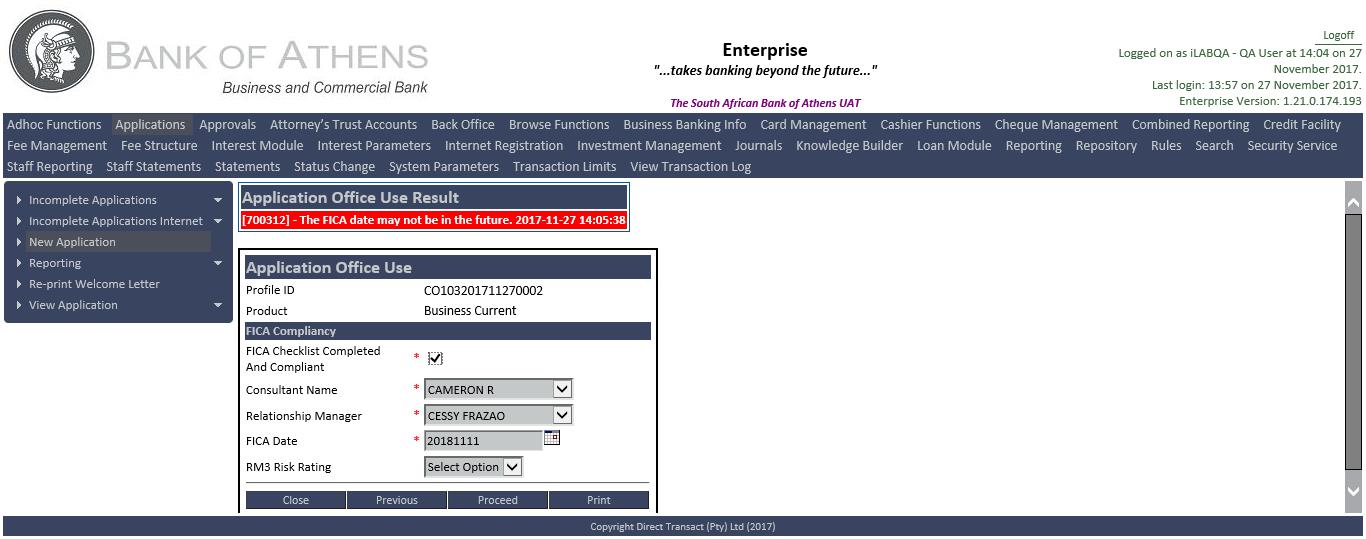 BANK OF ATHENS
Business and Commercial Bank
Enterprise
"...takes banking beyond the future..."
The South African Bank of Athens UAT
Logoff
Logged on as iLABQA - QA User at 14:04 on 27
November 2017.
Last login: 13:57 on 27 November 2017.
Enterprise Version: 1.21.0.174.193
Adhoc Functions Applications Approvals Attorney's Trust Accounts Back Office Browse Functions Business Banking Info Card Management Cashier Functions Cheque Management Combined Reporting Credit Facility
Fee Management Fee Structure Interest Module Interest Parameters Internet Registration Investment Management Journals Knowledge Builder Loan Module Reporting Repository Rules Search Security Service
Staff Reporting Staff Statements Statements Status Change System Parameters Transaction Limits View Transaction Log
Incomplete Applications
Incomplete Applications Internet
New Application
Reporting
Re-print Welcome Letter
View Application
Application Office Use Result
[700312] - The FICA date may not be in the future. 2017-11-27 14:05:38
Application Office Use
Profile ID CO103201711270002
Product Business Current
FICA Compliancy
FICA Checklist Completed
And Compliant *
Consultant Name * CAMERON R
Relationship Manager * CESSY FRAZAO
FICA Date * 20181111
RM3 Risk Rating Select Option
Close Previous Proceed Print
Copyright Direct Transact (Pty) Ltd (2017)